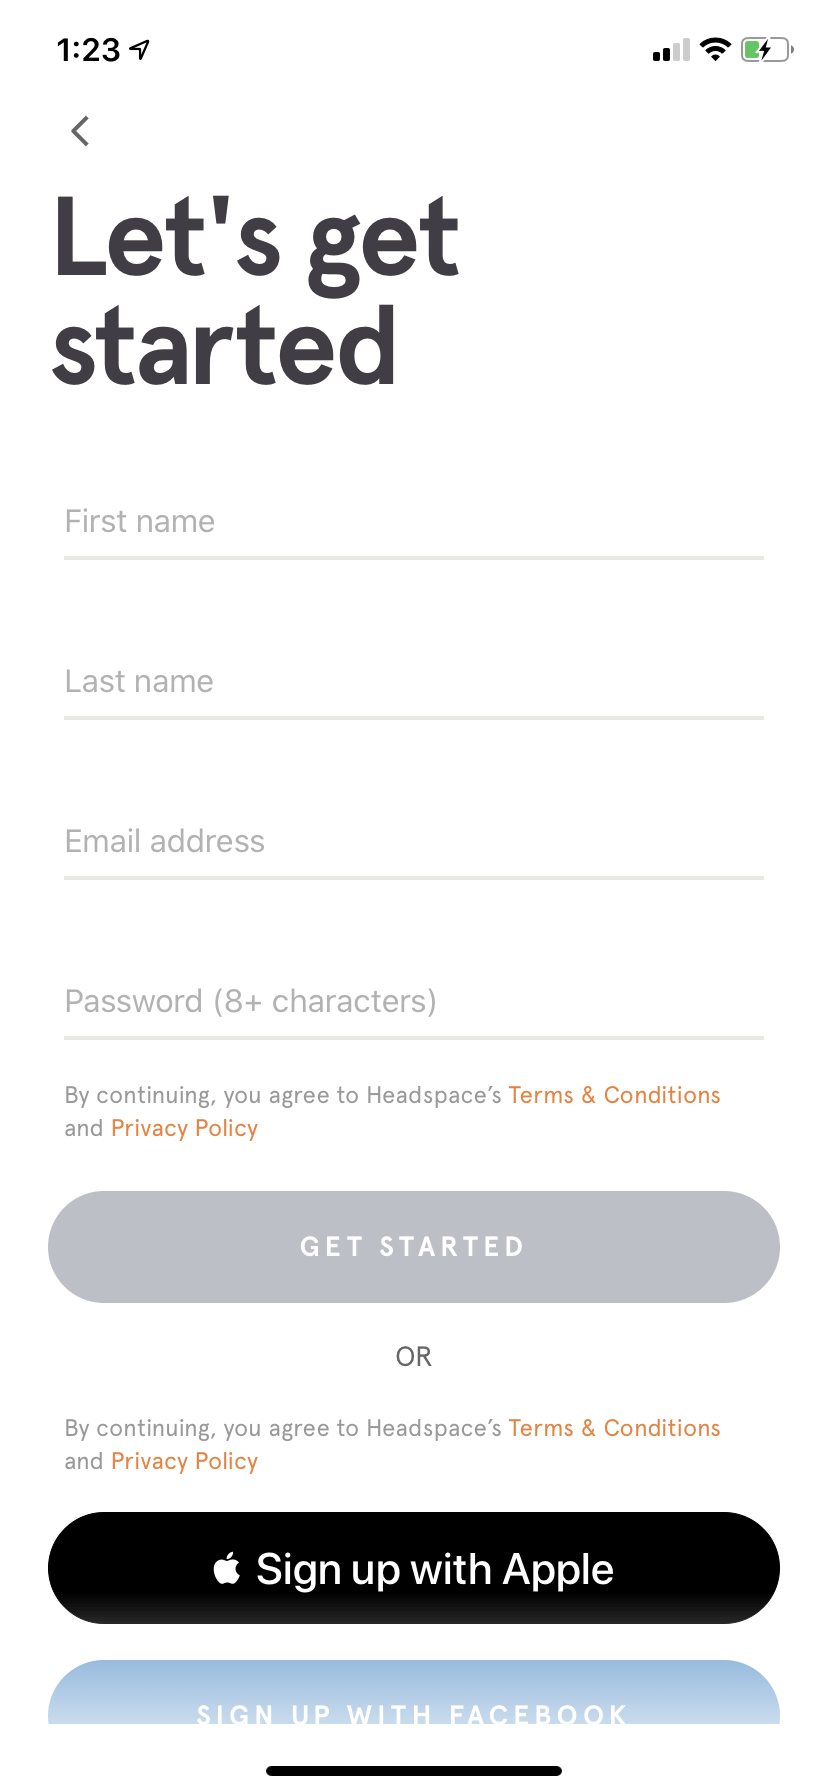 1:23
Let's get
started
First name
Last name
Email address
Password (8+ characters)
By continuing, you agree to Headspace’s Terms & Conditions
and Privacy Policy
GET STARTED
OR
By continuing, you agree to Headspace’s Terms & Conditions
and Privacy Policy
Sign up with Apple
SIGN UP WITH FACEBOOK